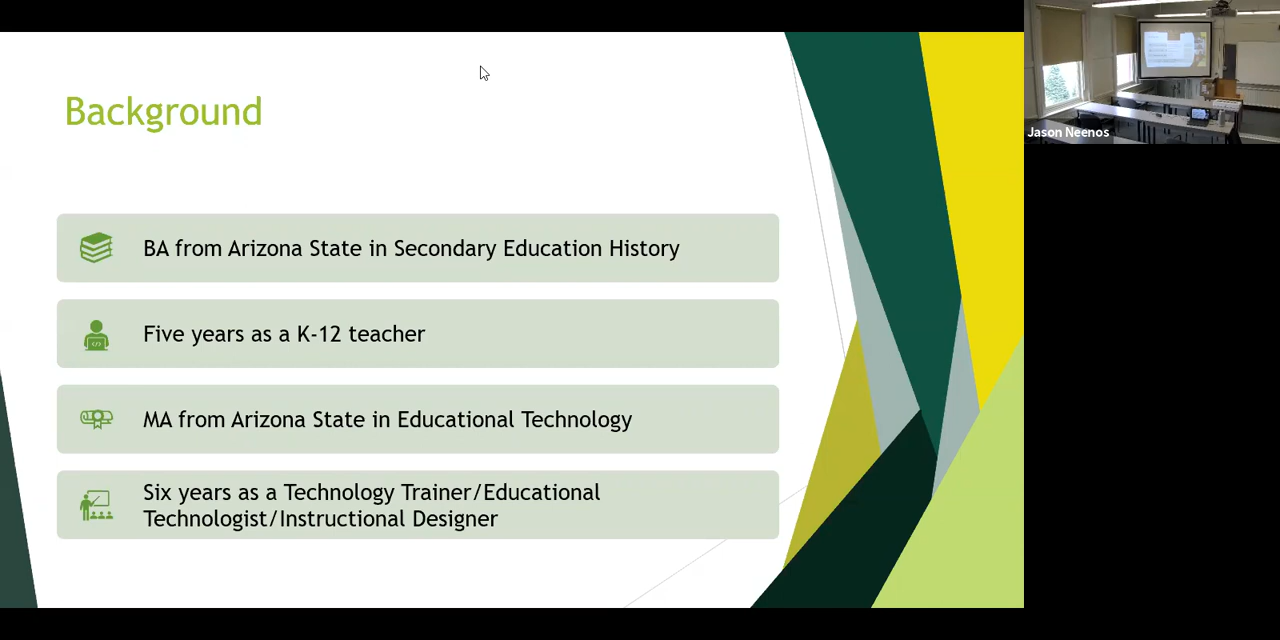 Background
BA from Arizona State in Secondary Education History
Five years as a K-12 teacher
MA from Arizona State in Educational Technology
Six years as a Technology Trainer/Educational
Technologist/Instructional Designer
Jason Neenos